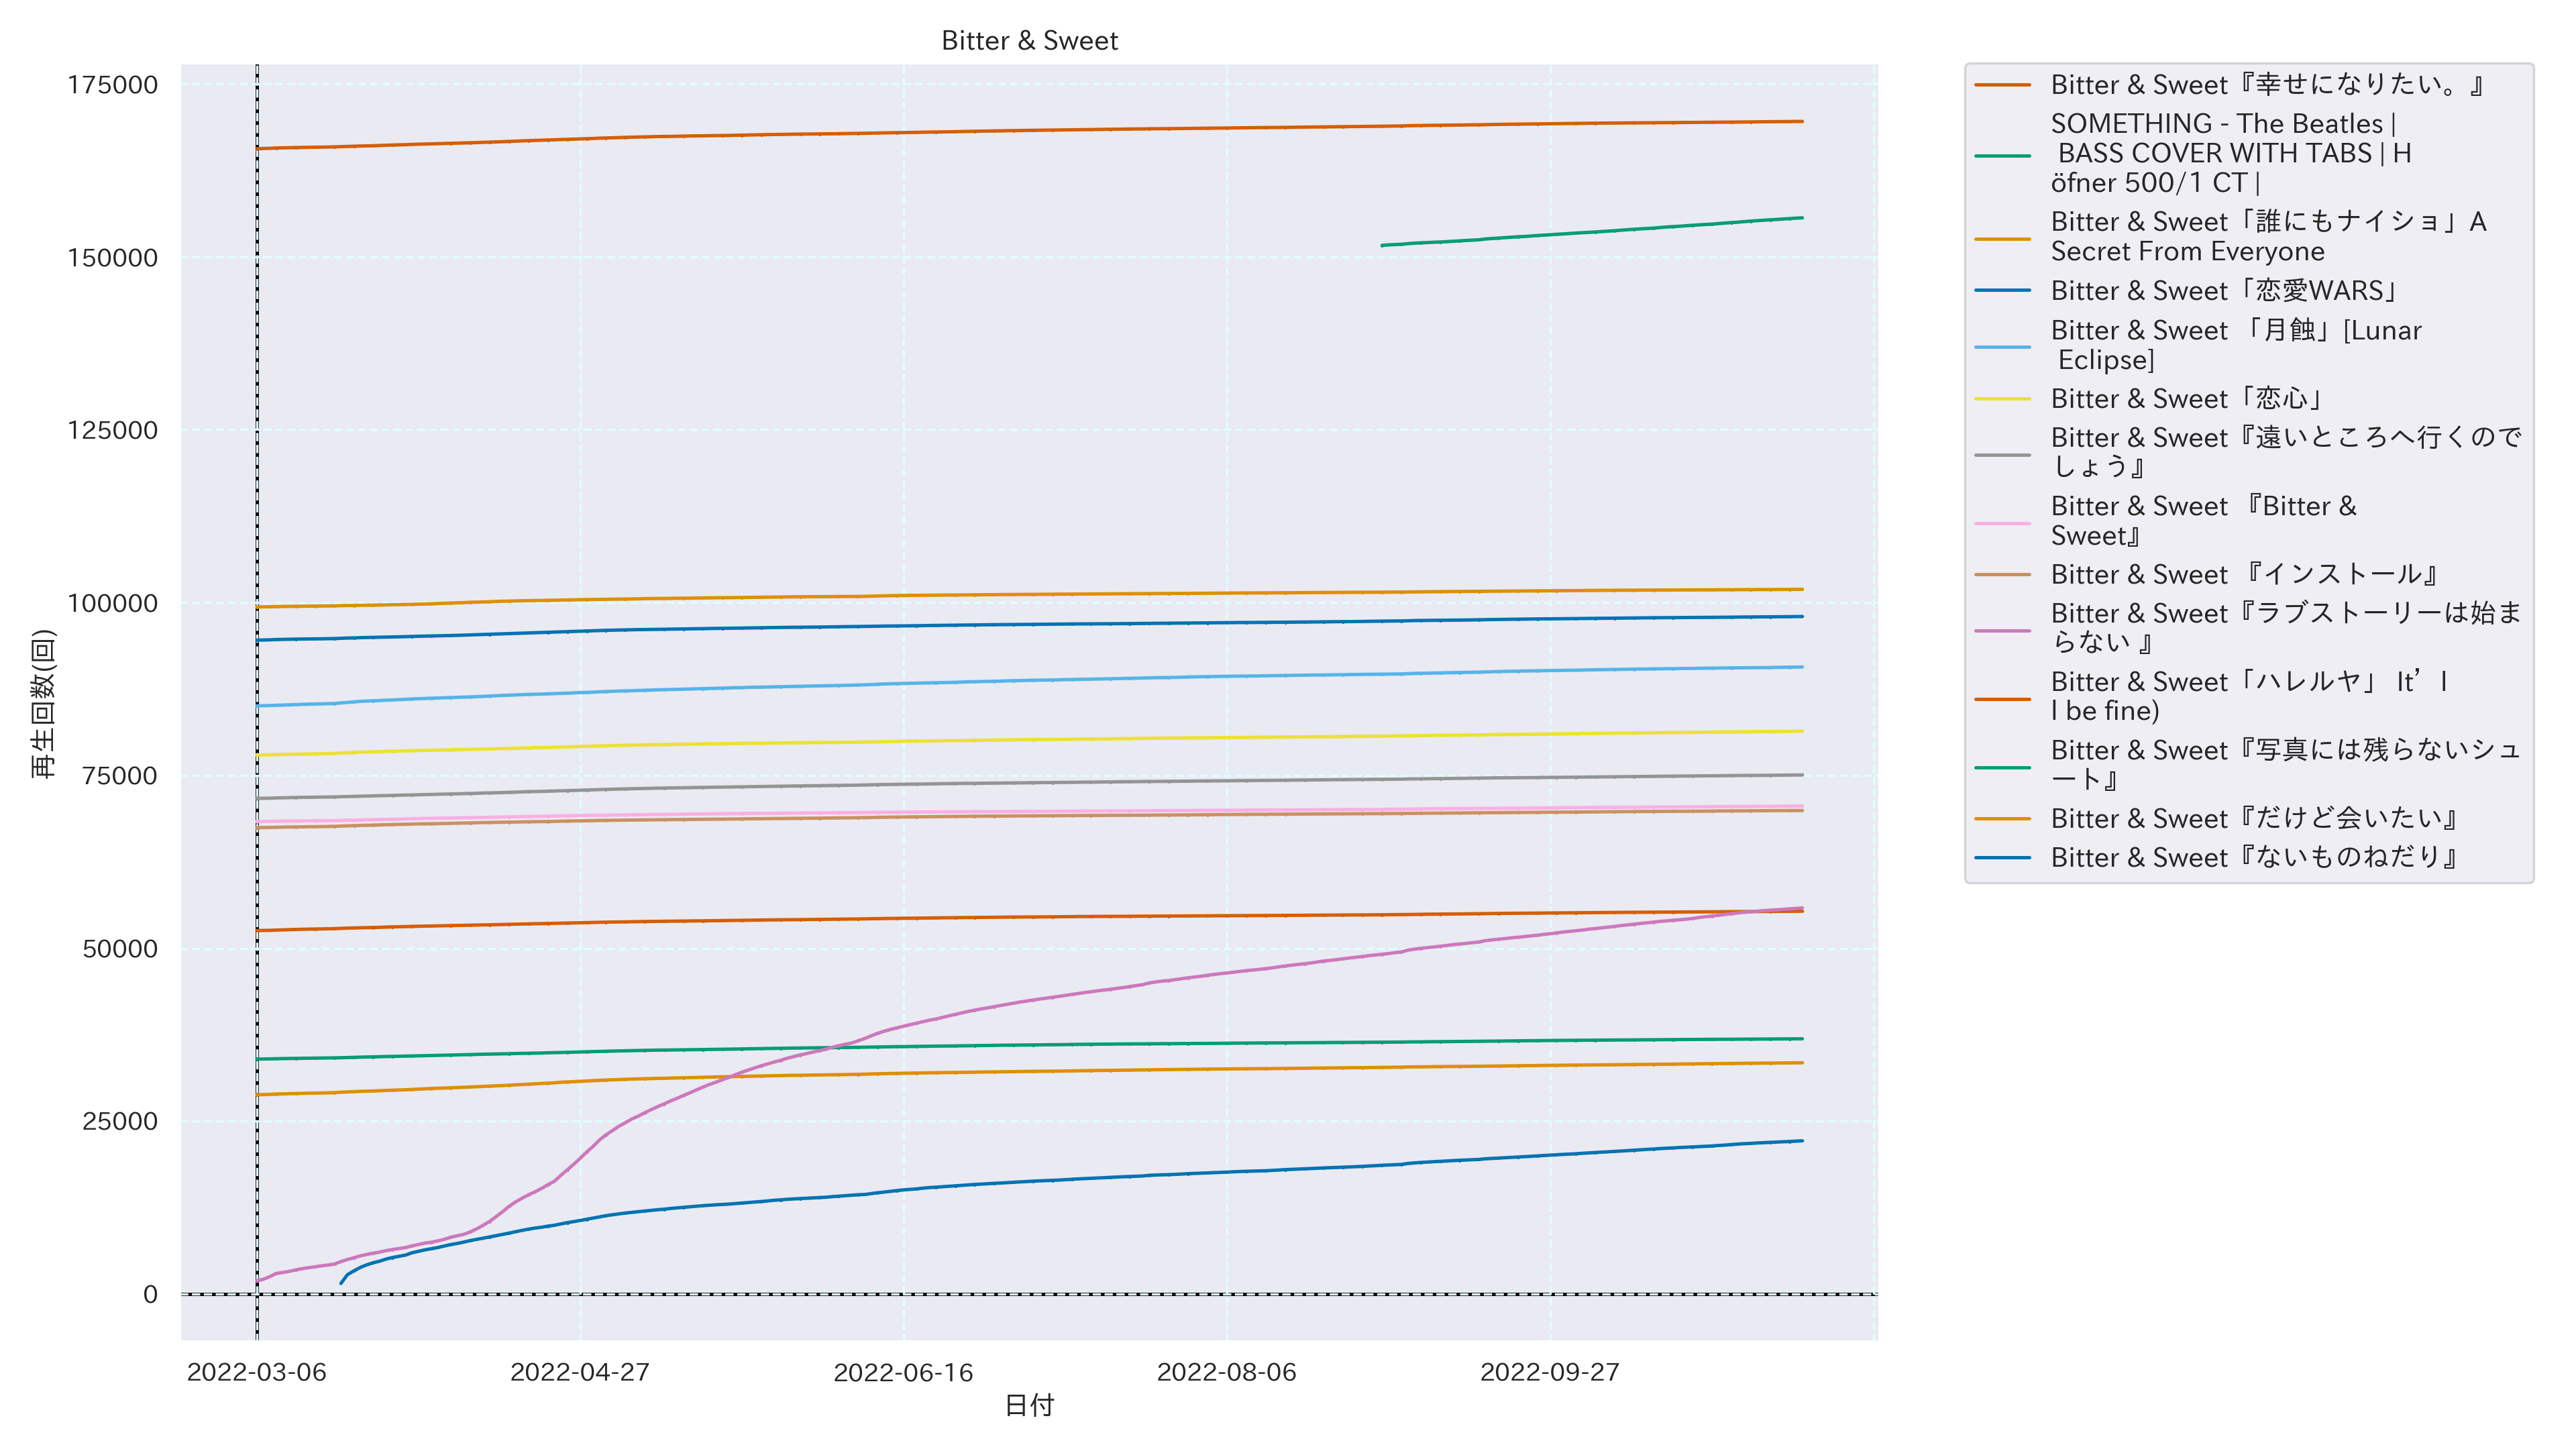 Bitter & Sweet
175000
150000
125000
100000
75000
50000
25000
0
再生回数(回)
2022-03-06
2022-04-27
2022-06-16
2022-08-06
2022-09-27
日付
Bitter & Sweet『幸せになりたい。』
SOMETHING - The Beatles |
BASS COVER WITH TABS | H
öfner 500/1 CT |
Bitter & Sweet「誰にもナイショ」A
Secret From Everyone
Bitter & Sweet「恋愛WARS」
Bitter & Sweet 「月蝕」[Lunar
Eclipse]
Bitter & Sweet「恋心」
Bitter & Sweet『遠いところへ行くので
しょう』
Bitter & Sweet 『Bitter &
Sweet』
Bitter & Sweet 『インストール』
Bitter & Sweet『ラブストーリーは始ま
らない 』
Bitter & Sweet「ハレルヤ」 It’l
l be fine)
Bitter & Sweet『写真には残らないシュ
ート』
Bitter & Sweet『だけど会いたい』
Bitter & Sweet『ないものねだり』